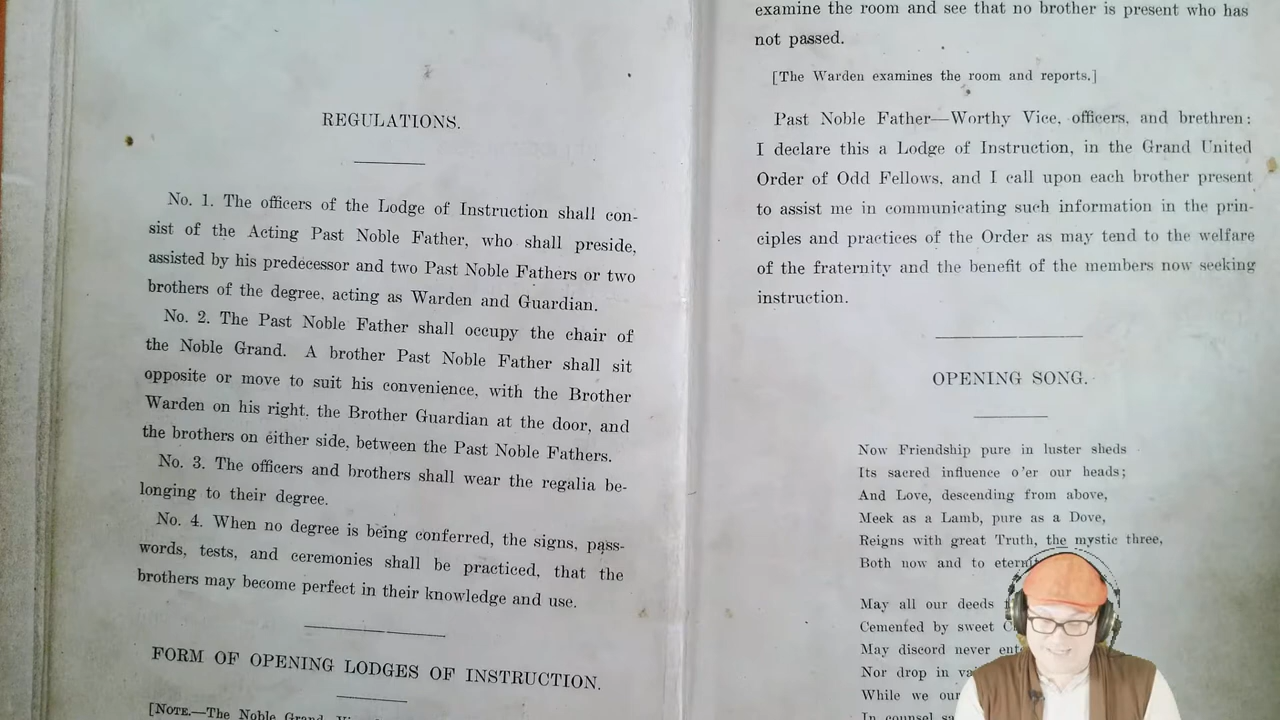 REGULATIONS.
No. 1. The officers of the Lodge of Instruction shall con-
sist of the Acting Past Noble Father, who shall preside,
assisted by his predecessor and two Past Noble Fathers or two
brothers of the degree, acting as Warden and Guardian.
No. 2. The Past Noble Father shall occupy the chair of
the Noble Grand. A brother Past Noble Father shall sit
opposite or move to suit his convenience, with the Brother
Warden on his right, the Brother Guardian at the door, and
the brothers on either side, between the Past Noble Fathers.
No. 3. The officers and brothers shall wear the regalia be-
longing to their degree.
No. 4. When no degree is being conferred, the signs, pass-
words, tests, and ceremonies shall be practiced, that the
brothers may become perfect in their knowledge and use.
FORM OF OPENING LODGES OF INSTRUCTION.
[NOTE.—The Noble Grand
examine the room and see that no brother is present who has
not passed.
[The Warden examines the room and reports.]
Past Noble Father—Worthy Vice, officers, and brethren:
I declare this a Lodge of Instruction, in the Grand United
Order of Odd Fellows, and I call upon each brother present
to assist me in communicating such information in the prin-
ciples and practices of the Order as may tend to the welfare
of the fraternity and the benefit of the members now seeking
instruction.
OPENING SONG.
Now Friendship pure in luster sheds
Its sacred influence o'er our heads;
And Love, descending from above,
Meek as a Lamb, pure as a Dove,
Reigns with great Truth, the mystic three,
Both now and to
May all our deeds
Cemented by sweet
May discord never
Nor drop in
While we our
In counsel